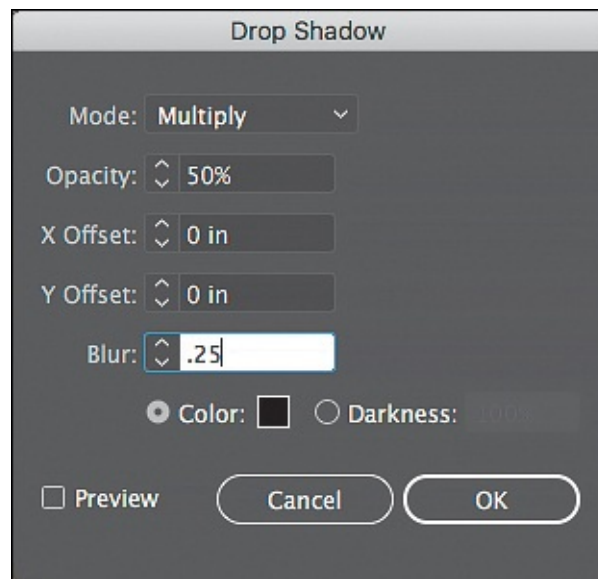 Drop Shadow
Mode: Multiply
Opacity: 50%
X Offset: 0 in
Y Offset: 0 in
Blur: .25
Color: Darkness: 100%
Preview Cancel OK